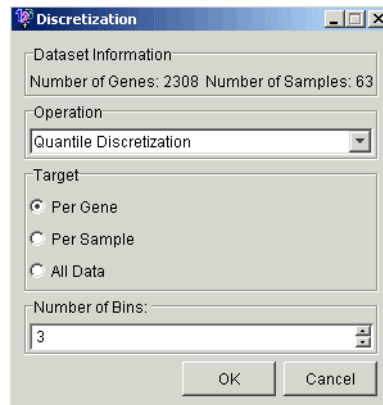 Discretization
Dataset Information
Number of Genes: 2308 Number of Samples: 63
Operation
Quantile Discretization
Target
Per Gene
Per Sample
All Data
Number of Bins:
3
OK Cancel